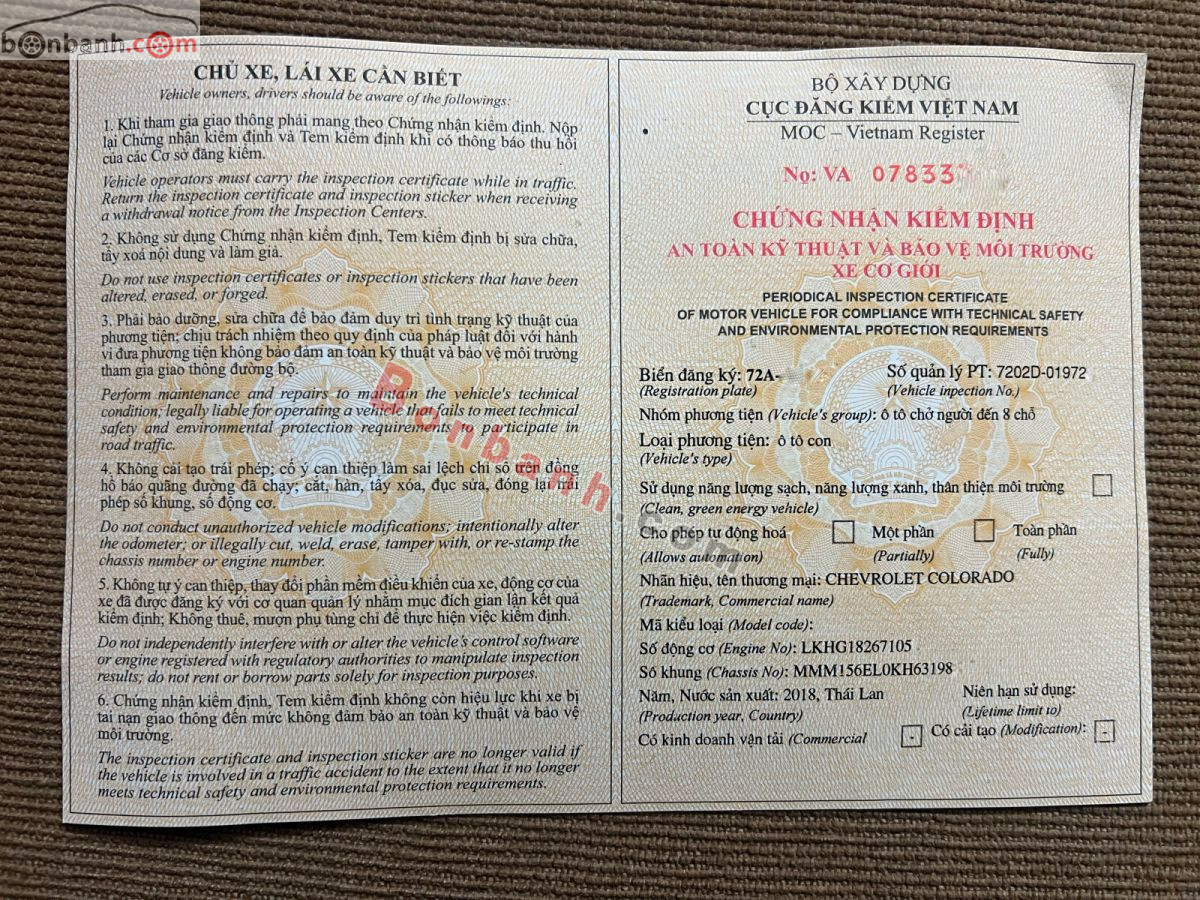 bonbanh.com
CHỦ XE, LÁI XE CẦN BIẾT
Vehicle owners, drivers should be aware of the followings:
1. Khi tham gia giao thông phải mang theo Chứng nhận kiểm định. Nộp
lại Chứng nhận kiểm định và Tem kiểm định khi có thông báo thu hồi
của các Cơ sở đăng kiểm.
Vehicle operators must carry the inspection certificate while in traffic.
Return the inspection certificate and inspection sticker when receiving
a withdrawal notice from the Inspection Centers.
2. Không sử dụng Chứng nhận kiểm định, Tem kiểm định bị sửa chữa,
tẩy xoá nội dung và làm giả.
Do not use inspection certificates or inspection stickers that have been
altered, erased, or forged.
3. Phải bảo dưỡng, sửa chữa để bảo đảm duy trì tình trạng kỹ thuật của
phương tiện; chịu trách nhiệm theo quy định của pháp luật đối với hành
vi đưa phương tiện không bảo đảm an toàn kỹ thuật và bảo vệ môi trường
tham gia giao thông đường bộ.
Perform maintenance and repairs to maintain the vehicle's technical
condition; legally liable for operating a vehicle that fails to meet technical
safety and environmental protection requirements to participate in
road traffic.
4. Không cải tạo trái phép; cố ý can thiệp làm sai lệch chỉ số trên đồng
hồ báo quãng đường đã chạy; cắt, hàn, tẩy xóa, đục sửa, đóng lại trái
phép số khung, số động cơ.
Do not conduct unauthorized vehicle modifications; intentionally alter
the odometer; or illegally cut, weld, erase, tamper with, or re-stamp the
chassis number or engine number.
5. Không tự ý can thiệp, thay đổi phần mềm điều khiển của xe, động cơ của
xe đã được đăng ký với cơ quan quản lý nhằm mục đích gian lận kết quả
kiểm định; Không thuê, mượn phụ tùng chỉ để thực hiện việc kiểm định.
Do not independently interfere with or alter the vehicle's control software
or engine registered with regulatory authorities to manipulate inspection
results; do not rent or borrow parts solely for inspection purposes.
6. Chứng nhận kiểm định, Tem kiểm định không còn hiệu lực khi xe bị
tai nạn giao thông đến mức không đảm bảo an toàn kỹ thuật và bảo vệ
môi trường.
The inspection certificate and inspection sticker are no longer valid if
the vehicle is involved in a traffic accident to the extent that it no longer
meets technical safety and environmental protection requirements.
BỘ XÂY DỰNG
CỤC ĐĂNG KIỂM VIỆT NAM
MOC – Vietnam Register
No: VA 07833
CHỨNG NHẬN KIỂM ĐỊNH
AN TOÀN KỸ THUẬT VÀ BẢO VỆ MÔI TRƯỜNG
XE CƠ GIỚI
PERIODICAL INSPECTION CERTIFICATE
OF MOTOR VEHICLE FOR COMPLIANCE WITH TECHNICAL SAFETY
AND ENVIRONMENTAL PROTECTION REQUIREMENTS
Biển đăng ký: 72A- Số quản lý PT: 7202D-01972
(Registration plate) (Vehicle inpection No.)
Nhóm phương tiện (Vehicle's group): ô tô chở người đến 8 chỗ
Loại phương tiện: ô tô con
(Vehicle's type)
Sử dụng năng lượng sạch, năng lượng xanh, thân thiện môi trường
(Clean, green energy vehicle)
Cho phép tự động hoá Một phần Toàn phần
(Allows automation) (Partially) (Fully)
Nhãn hiệu, tên thương mại: CHEVROLET COLORADO
(Trademark, Commercial name)
Mã kiểu loại (Model code):
Số động cơ (Engine No): LKHG18267105
Số khung (Chassis No): MMM156EL0KH63198
Năm, Nước sản xuất: 2018, Thái Lan Niên hạn sử dụng:
(Production year, Country) (Lifetime limit to)
Có kinh doanh vận tải (Commercial - Có cải tạo (Modification): -
Bonbanh.com